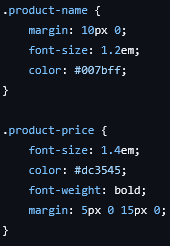 .product-name {
    margin: 10px 0;
    font-size: 1.2em;
    color: #007bff;
}

.product-price {
    font-size: 1.4em;
    color: #dc3545;
    font-weight: bold;
    margin: 5px 0 15px 0;
}